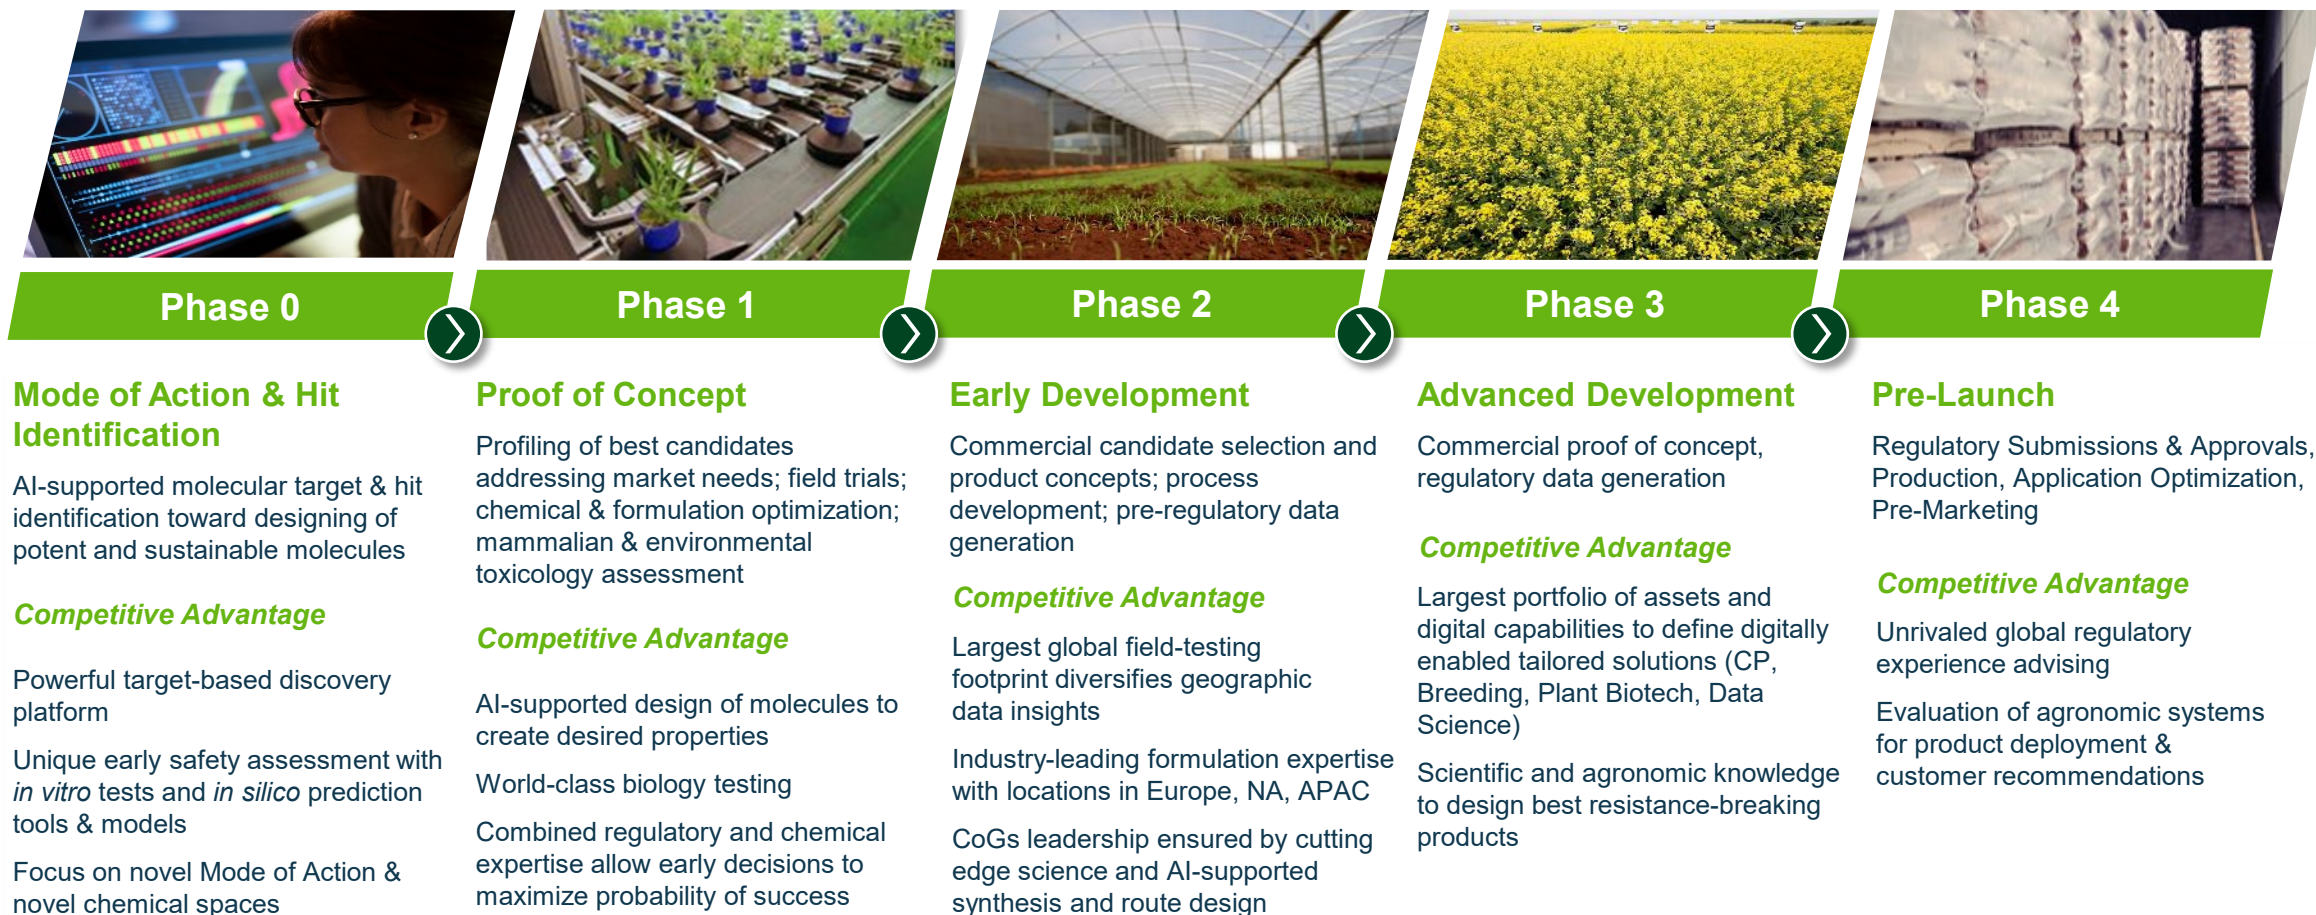 Phase 0
Phase 1
Phase 2
Phase 3
Phase 4
Mode of Action & Hit
Identification
AI-supported molecular target & hit
identification toward designing of
potent and sustainable molecules
Competitive Advantage
Powerful target-based discovery
platform
Unique early safety assessment with
in vitro tests and in silico prediction
tools & models
Focus on novel Mode of Action &
novel chemical spaces
Proof of Concept
Profiling of best candidates
addressing market needs; field trials;
chemical & formulation optimization;
mammalian & environmental
toxicology assessment
Competitive Advantage
AI-supported design of molecules to
create desired properties
World-class biology testing
Combined regulatory and chemical
expertise allow early decisions to
maximize probability of success
Early Development
Commercial candidate selection and
product concepts; process
development; pre-regulatory data
generation
Competitive Advantage
Largest global field-testing
footprint diversifies geographic
data insights
Industry-leading formulation expertise
with locations in Europe, NA, APAC
CoGs leadership ensured by cutting
edge science and AI-supported
synthesis and route design
Advanced Development
Commercial proof of concept,
regulatory data generation
Competitive Advantage
Largest portfolio of assets and
digital capabilities to define digitally
enabled tailored solutions (CP,
Breeding, Plant Biotech, Data
Science)
Scientific and agronomic knowledge
to design best resistance-breaking
products
Pre-Launch
Regulatory Submissions & Approvals,
Production, Application Optimization,
Pre-Marketing
Competitive Advantage
Unrivaled global regulatory
experience advising
Evaluation of agronomic systems
for product deployment &
customer recommendations